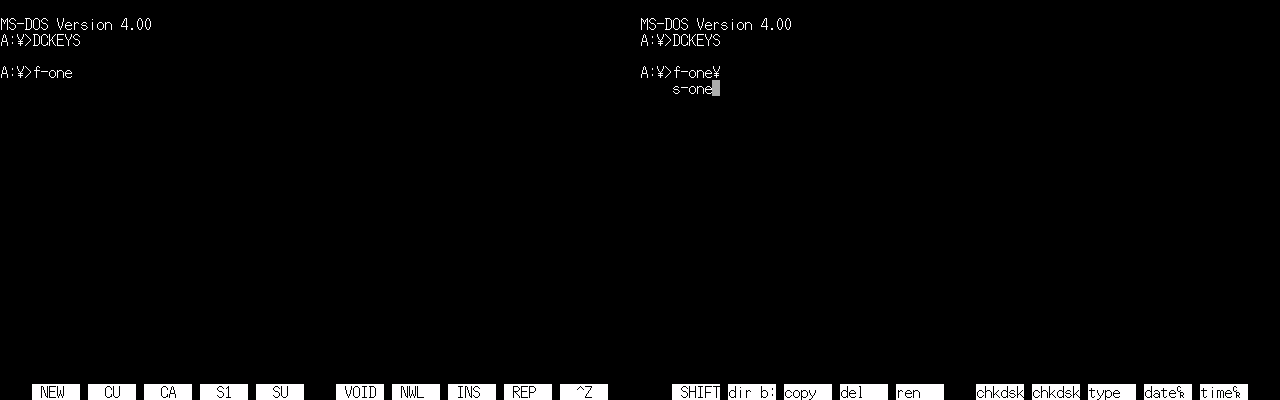 MS-DOS Version 4.00
A:¥>DCKEYS
A:¥>f-one
NEW CU CA S1 SU VOID NWL INS REP ^Z
MS-DOS Version 4.00
A:¥>DCKEYS
A:¥>f-one¥
s-one
SHIFT dir b: copy del ren chkdsk chkdsk type date␍ time␍